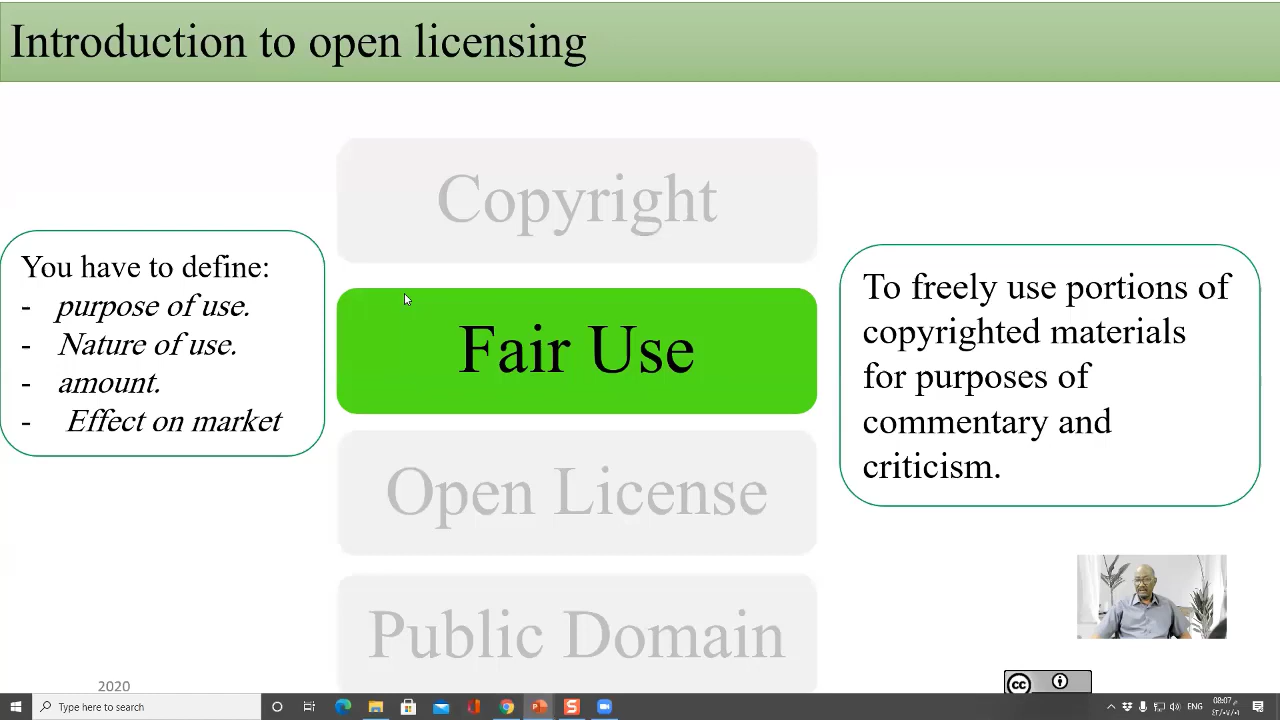 Introduction to open licensing
Copyright
You have to define:
- purpose of use.
- Nature of use.
- amount.
- Effect on market
Fair Use
To freely use portions of
copyrighted materials
for purposes of
commentary and
criticism.
Open License
Public Domain
2020
cc
Type here to search
ENG